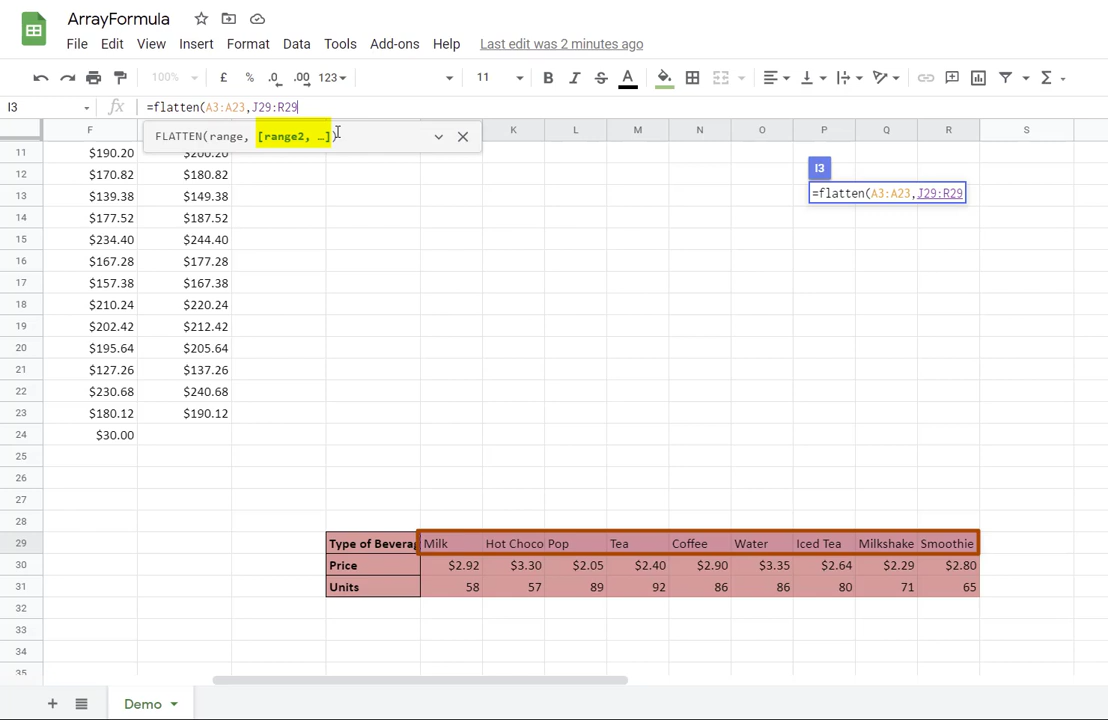 ArrayFormula
File Edit View Insert Format Data Tools Add-ons Help Last edit was 2 minutes ago
100% £ % .0 .00 123 11 B I S A Σ
I3 fx =flatten(A3:A23,J29:R29
FLATTEN(range, [range2, …])
F K L M N O P Q R S
11 $190.20 $200.20
I3
12 $170.82 $180.82
=flatten(A3:A23,J29:R29
13 $139.38 $149.38
14 $177.52 $187.52
15 $234.40 $244.40
16 $167.28 $177.28
17 $157.38 $167.38
18 $210.24 $220.24
19 $202.42 $212.42
20 $195.64 $205.64
21 $127.26 $137.26
22 $230.68 $240.68
23 $180.12 $190.12
24 $30.00
25
26
27
28
29 Type of Beverag Milk Hot Choco Pop Tea Coffee Water Iced Tea Milkshake Smoothie
30 Price $2.92 $3.30 $2.05 $2.40 $2.90 $3.35 $2.64 $2.29 $2.80
31 Units 58 57 89 92 86 86 80 71 65
32
33
34
35
Demo